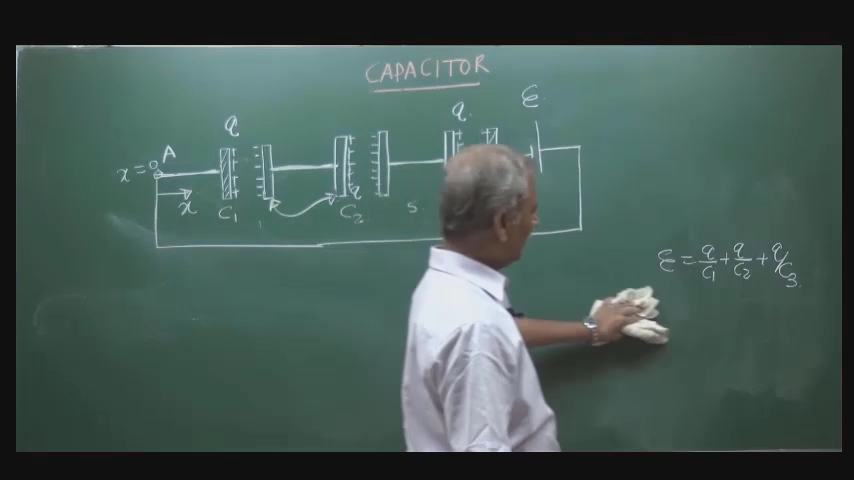 CAPACITOR
ε
q
q
A
x = 0
x
q
C1
C2
ε = q/C1 + q/C2 + q/C3